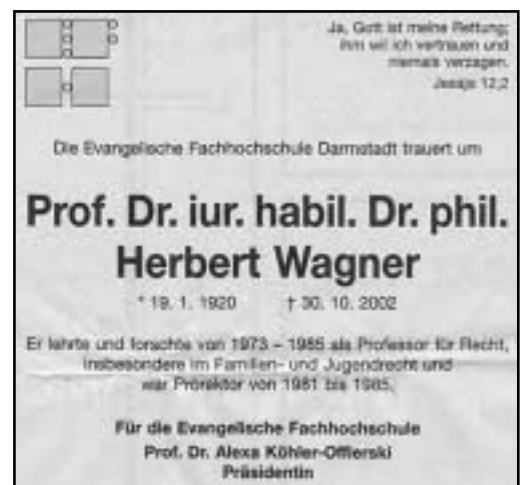 Ja, Gott ist meine Rettung;
ihm will ich vertrauen und
niemals verzagen.
Jesaja 12,2
Die Evangelische Fachhochschule Darmstadt trauert um
Prof. Dr. iur. habil. Dr. phil.
Herbert Wagner
* 19. 1. 1920 † 30. 10. 2002
Er lehrte und forschte von 1973 – 1985 als Professor für Recht,
insbesondere im Familien- und Jugendrecht und
war Prorektor von 1981 bis 1985.
Für die Evangelische Fachhochschule
Prof. Dr. Alexa Köhler-Offierski
Präsidentin